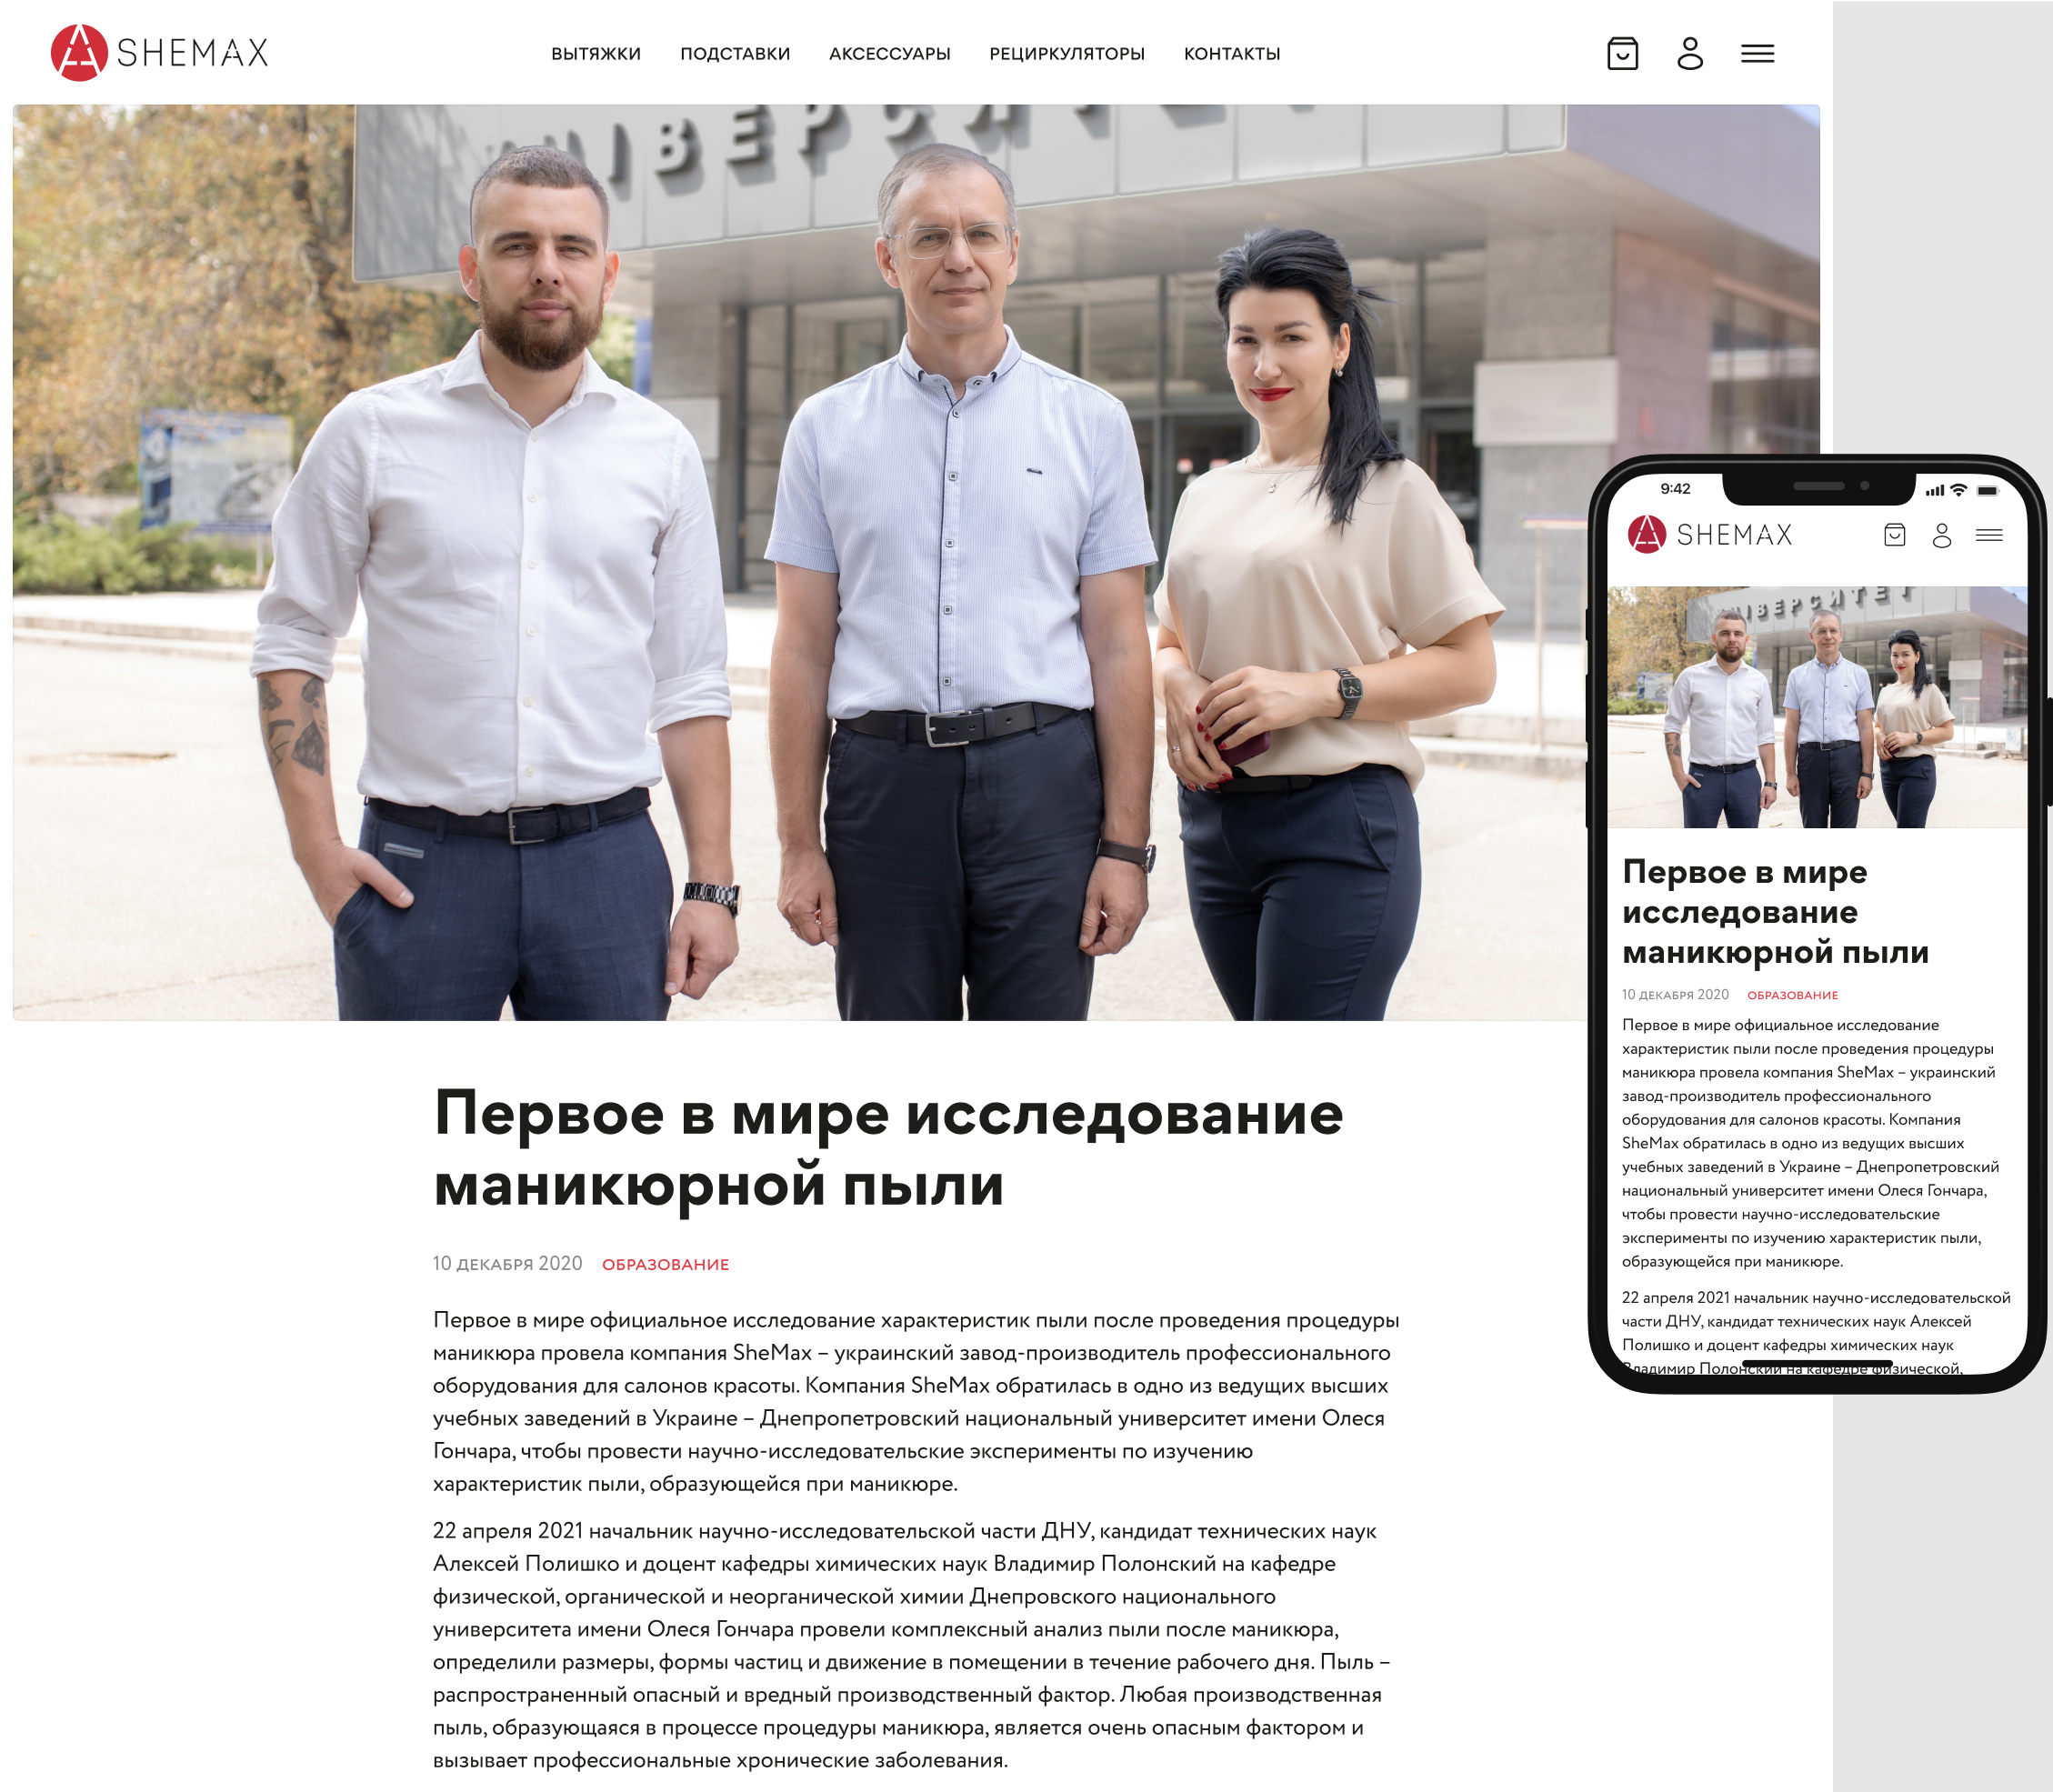 SHEMAX
ВЫТЯЖКИ
ПОДСТАВКИ
АКСЕССУАРЫ
РЕЦИРКУЛЯТОРЫ
КОНТАКТЫ
ІВЕРСИТЕТ
Первое в мире исследование
маникюрной пыли
10 ДЕКАБРЯ 2020 ОБРАЗОВАНИЕ
Первое в мире официальное исследование характеристик пыли после проведения процедуры
маникюра провела компания SheMax – украинский завод-производитель профессионального
оборудования для салонов красоты. Компания SheMax обратилась в одно из ведущих высших
учебных заведений в Украине – Днепропетровский национальный университет имени Олеся
Гончара, чтобы провести научно-исследовательские эксперименты по изучению
характеристик пыли, образующейся при маникюре.
22 апреля 2021 начальник научно-исследовательской части ДНУ, кандидат технических наук
Алексей Полишко и доцент кафедры химических наук Владимир Полонский на кафедре
физической, органической и неорганической химии Днепровского национального
университета имени Олеся Гончара провели комплексный анализ пыли после маникюра,
определили размеры, формы частиц и движение в помещении в течение рабочего дня. Пыль –
распространенный опасный и вредный производственный фактор. Любая производственная
пыль, образующаяся в процессе процедуры маникюра, является очень опасным фактором и
вызывает профессиональные хронические заболевания.
9:42
SHEMAX
ІВЕРСИТЕТ
Первое в мире
исследование
маникюрной пыли
10 ДЕКАБРЯ 2020 ОБРАЗОВАНИЕ
Первое в мире официальное исследование
характеристик пыли после проведения процедуры
маникюра провела компания SheMax – украинский
завод-производитель профессионального
оборудования для салонов красоты. Компания
SheMax обратилась в одно из ведущих высших
учебных заведений в Украине – Днепропетровский
национальный университет имени Олеся Гончара,
чтобы провести научно-исследовательские
эксперименты по изучению характеристик пыли,
образующейся при маникюре.
22 апреля 2021 начальник научно-исследовательской
части ДНУ, кандидат технических наук Алексей
Полишко и доцент кафедры химических наук
Владимир Полонский на кафедре физической,